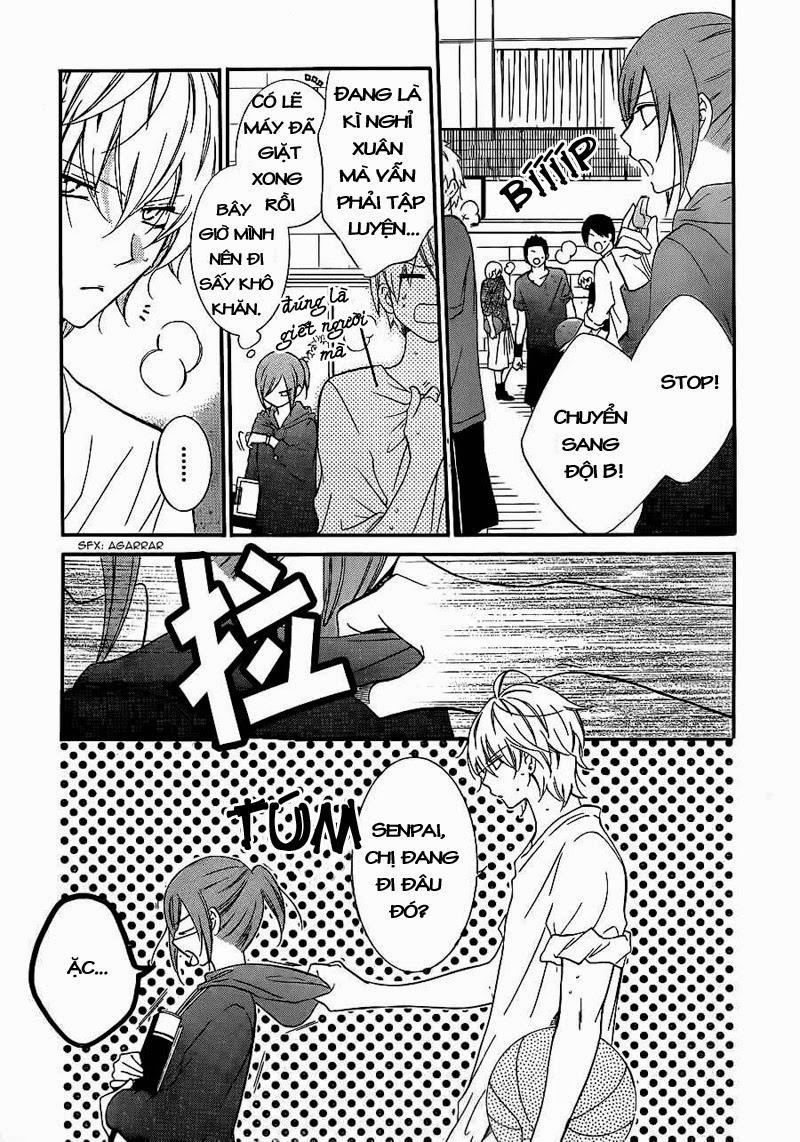 BÍÍÍÍP
STOP!
CHUYỂN
SANG
ĐỘI B!
ĐANG LÀ
KÌ NGHỈ
XUÂN
MÀ VẪN
PHẢI TẬP
LUYỆN...
đúng là
giết người
mà
CÓ LẼ
MÁY ĐÃ
GIẶT
XONG
RỒI
BÂY
GIỜ MÌNH
NÊN ĐI
SẤY KHÔ
KHĂN.
......
SFX: AGARRAR
拉
TÚM
SENPAI,
CHỊ ĐANG
ĐI ĐÂU
ĐÓ?
ẶC...